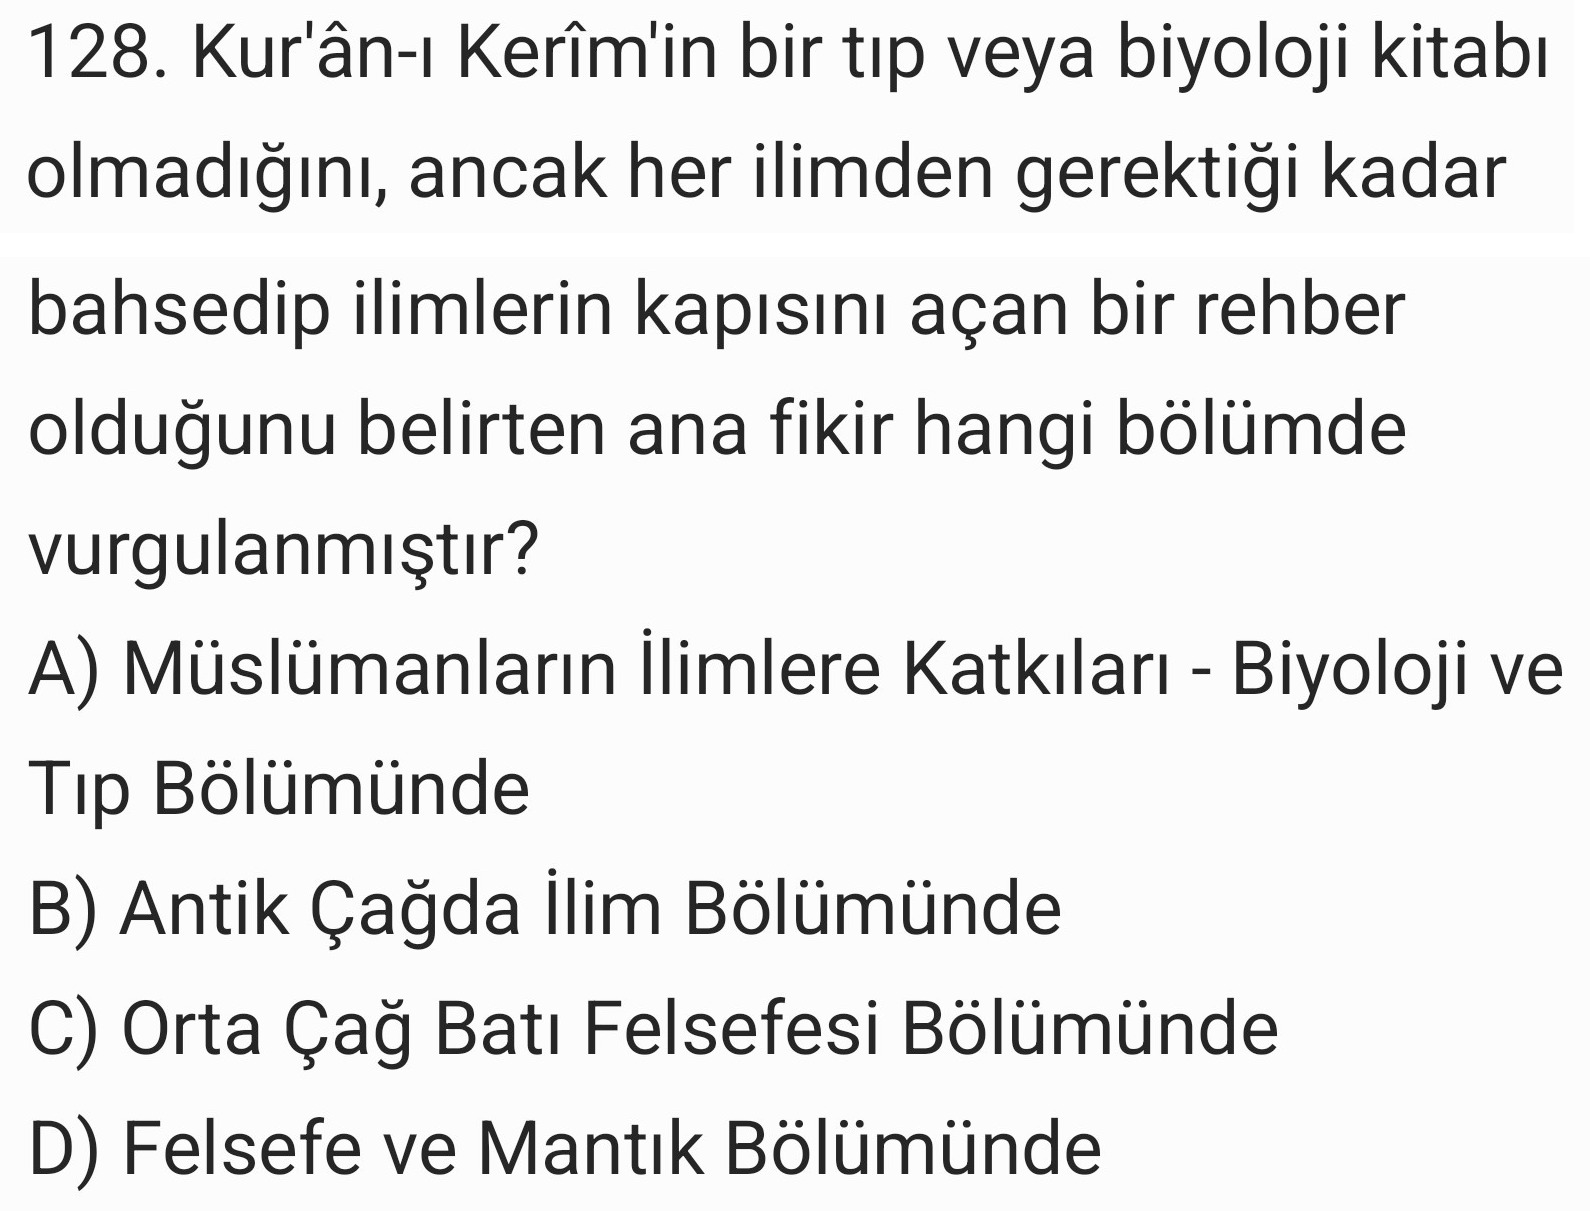 128. Kur'ân-ı Kerîm'in bir tıp veya biyoloji kitabı
olmadığını, ancak her ilimden gerektiği kadar
bahsedip ilimlerin kapısını açan bir rehber
olduğunu belirten ana fikir hangi bölümde
vurgulanmıştır?
A) Müslümanların İlimlere Katkıları - Biyoloji ve
Tıp Bölümünde
B) Antik Çağda İlim Bölümünde
C) Orta Çağ Batı Felsefesi Bölümünde
D) Felsefe ve Mantık Bölümünde